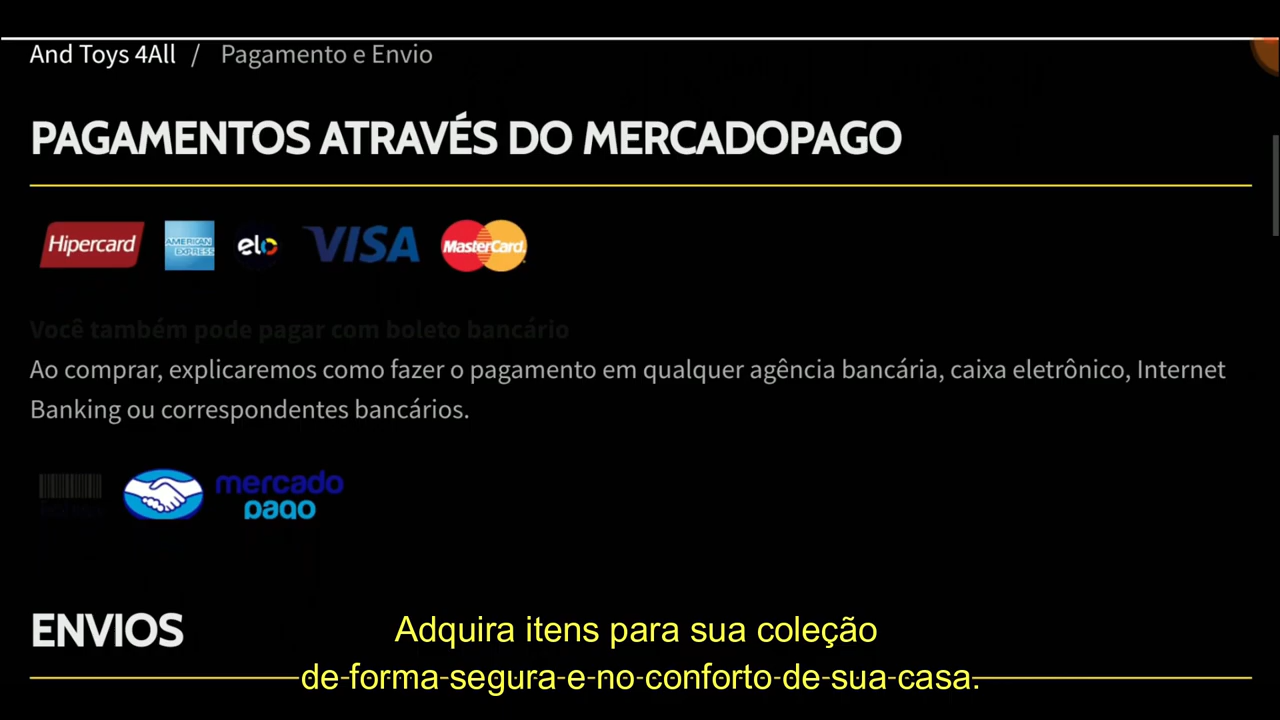 And Toys 4All / Pagamento e Envio
PAGAMENTOS ATRAVÉS DO MERCADOPAGO
Hipercard
AMERICAN EXPRESS
elo
VISA
MasterCard
Você também pode pagar com boleto bancário
Ao comprar, explicaremos como fazer o pagamento em qualquer agência bancária, caixa eletrônico, Internet
Banking ou correspondentes bancários.
mercado
pago
ENVIOS
Adquira itens para sua coleção
de forma segura e no conforto de sua casa.